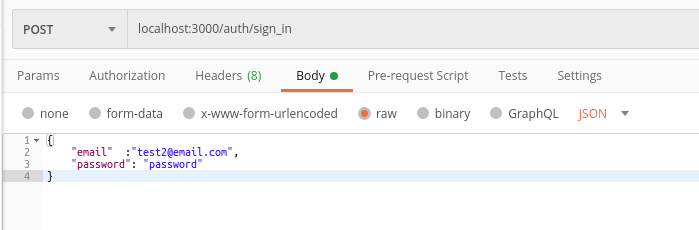 POST localhost:3000/auth/sign_in
Params Authorization Headers (8) Body Pre-request Script Tests Settings
none form-data x-www-form-urlencoded raw binary GraphQL JSON
1 {
2 "email"  :"test2@email.com",
3 "password": "password"
4 }